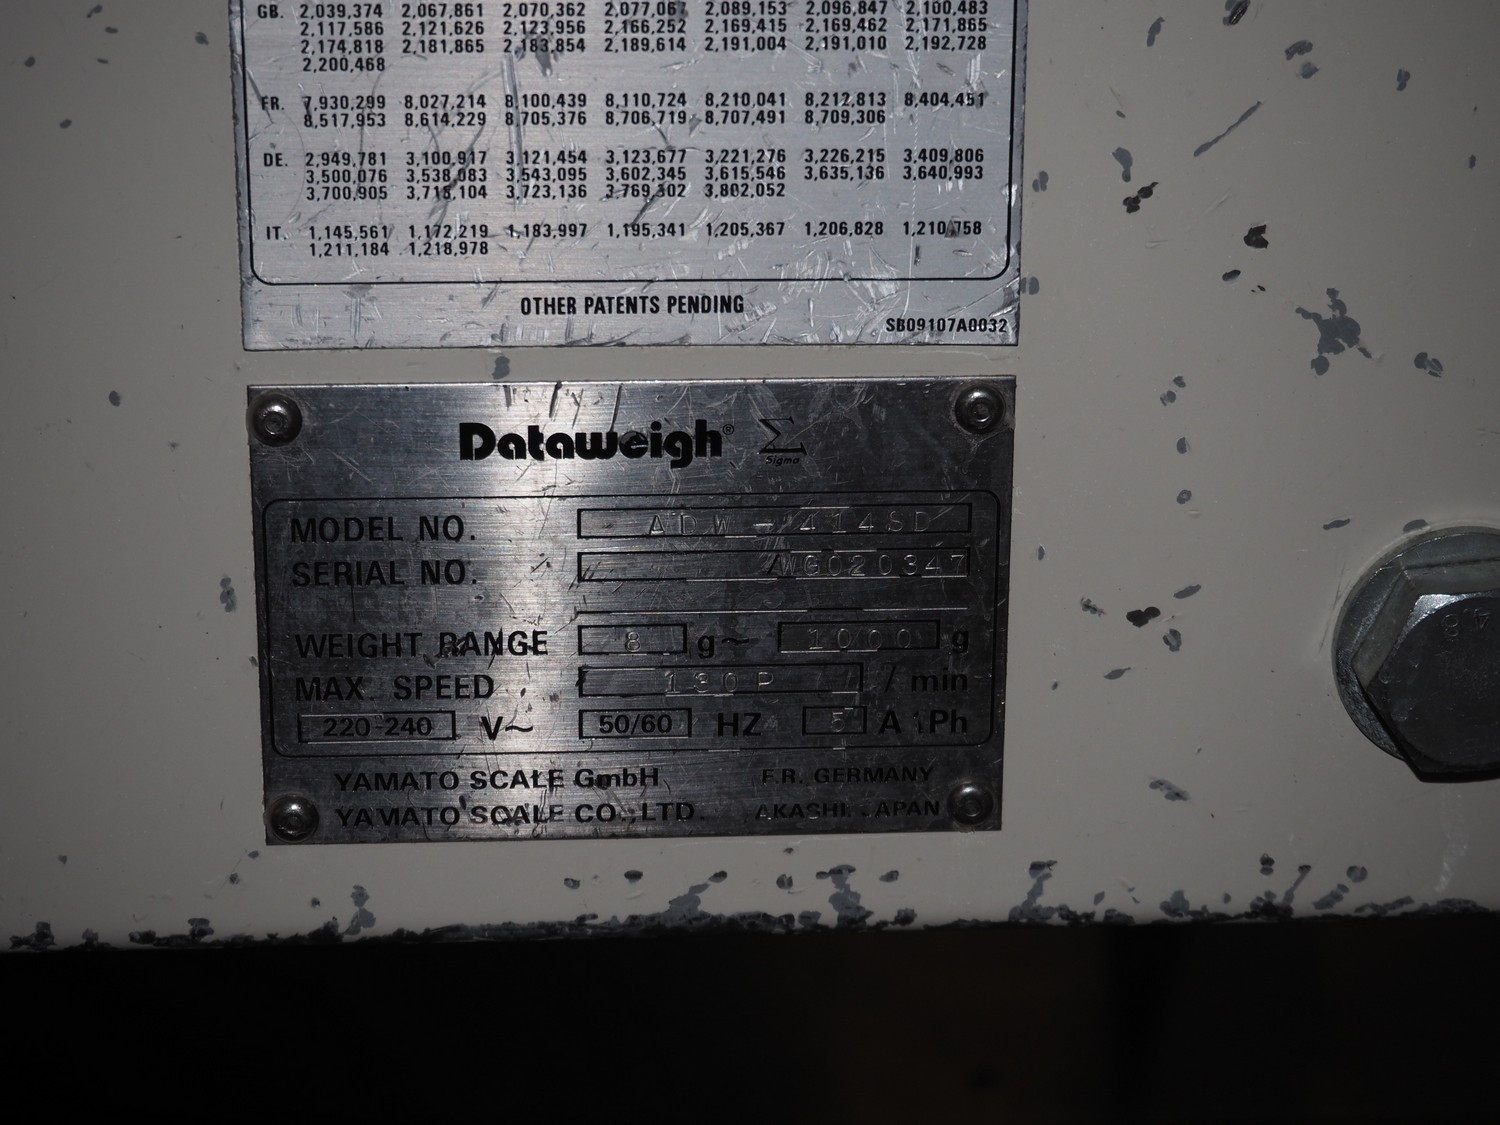 GB. 2,039,374 2,067,861 2,070,362 2,077,067 2,089,153 2,096,847 2,100,483
2,117,586 2,121,626 2,123,956 2,166,252 2,169,415 2,169,462 2,171,865
2,174,818 2,181,865 2,183,854 2,189,614 2,191,004 2,191,010 2,192,728
2,200,468
FR. 7,930,299 8,027,214 8,100,439 8,110,724 8,210,041 8,212,813 8,404,451
8,517,953 8,614,229 8,705,376 8,706,719 8,707,491 8,709,306
DE. 2,949,781 3,100,917 3,121,454 3,123,677 3,221,276 3,226,215 3,409,806
3,500,076 3,538,083 3,543,095 3,602,345 3,615,546 3,635,136 3,640,993
3,700,905 3,718,104 3,723,136 3,769,302 3,802,052
IT. 1,145,561 1,172,219 1,183,997 1,195,341 1,205,367 1,206,828 1,210,758
1,211,184 1,218,978
OTHER PATENTS PENDING
SB09107A0032
Dataweigh® Σ
Sigma
MODEL NO. ADW-414SD
SERIAL NO. WG020347
WEIGHT RANGE 8 g~ 1000 g
MAX. SPEED 130P / min
220-240 V~ 50/60 HZ 5 A 1Ph
YAMATO SCALE GmbH F.R. GERMANY
YAMATO SCALE CO.,LTD. AKASHI, JAPAN
48